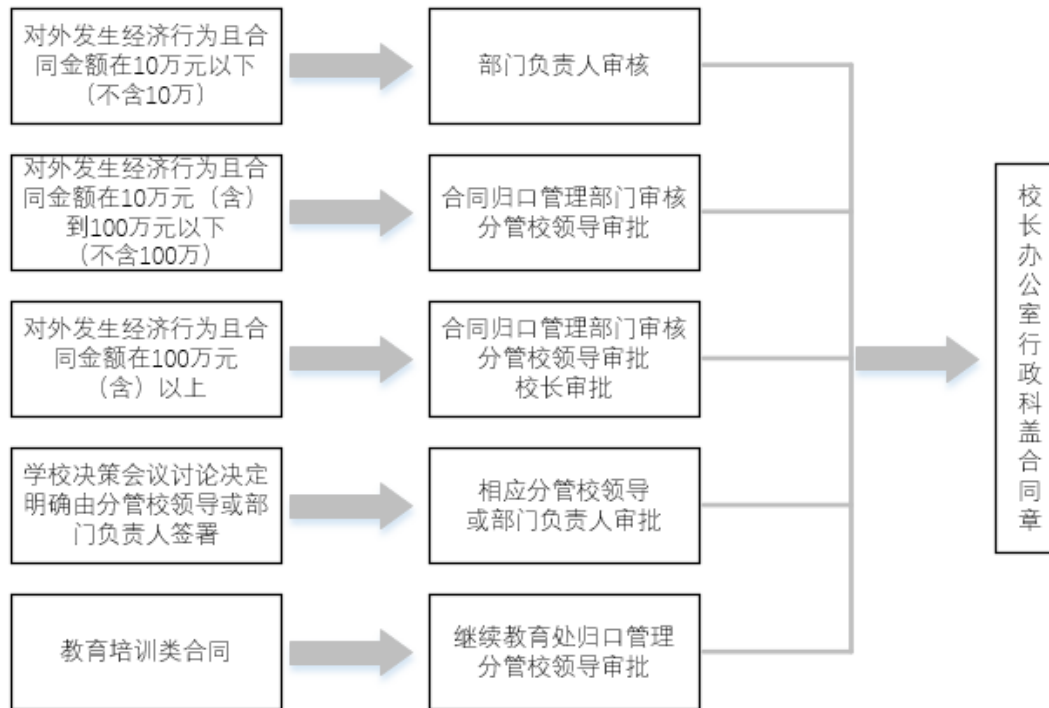 对外发生经济行为且合
同金额在10万元以下
（不含10万）
部门负责人审核
对外发生经济行为且合
同金额在10万元（含）
到100万元以下
（不含100万）
合同归口管理部门审核
分管校领导审批
对外发生经济行为且合
同金额在100万元
（含）以上
合同归口管理部门审核
分管校领导审批
校长审批
学校决策会议讨论决定
明确由分管校领导或部
门负责人签署
相应分管校领导
或部门负责人审批
教育培训类合同
继续教育处归口管理
分管校领导审批
校长办公室行政科盖合同章